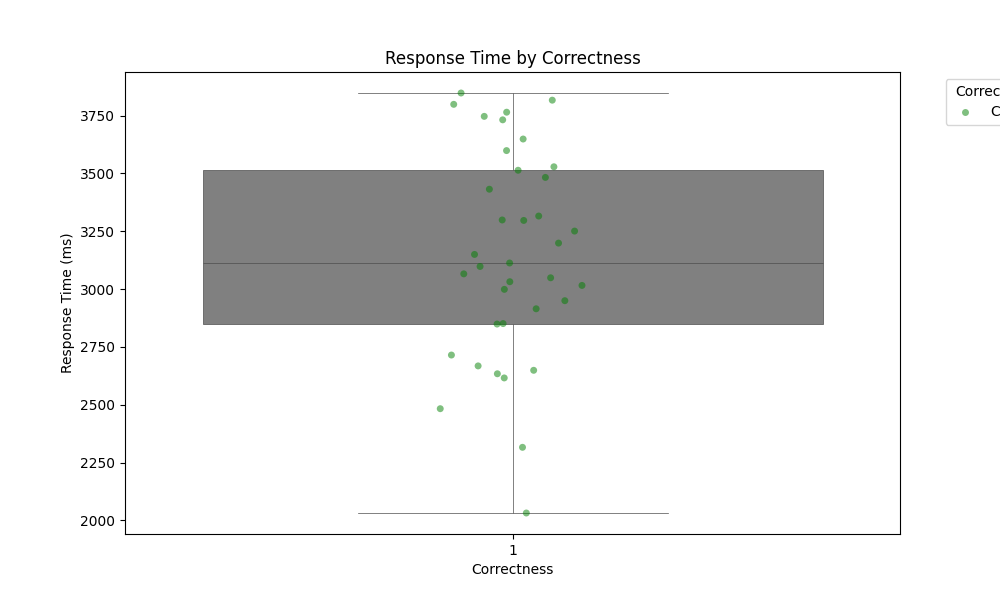 Response Time by Correctness
Correc
C
3750
3500
3250
3000
2750
2500
2250
2000
Response Time (ms)
1
Correctness